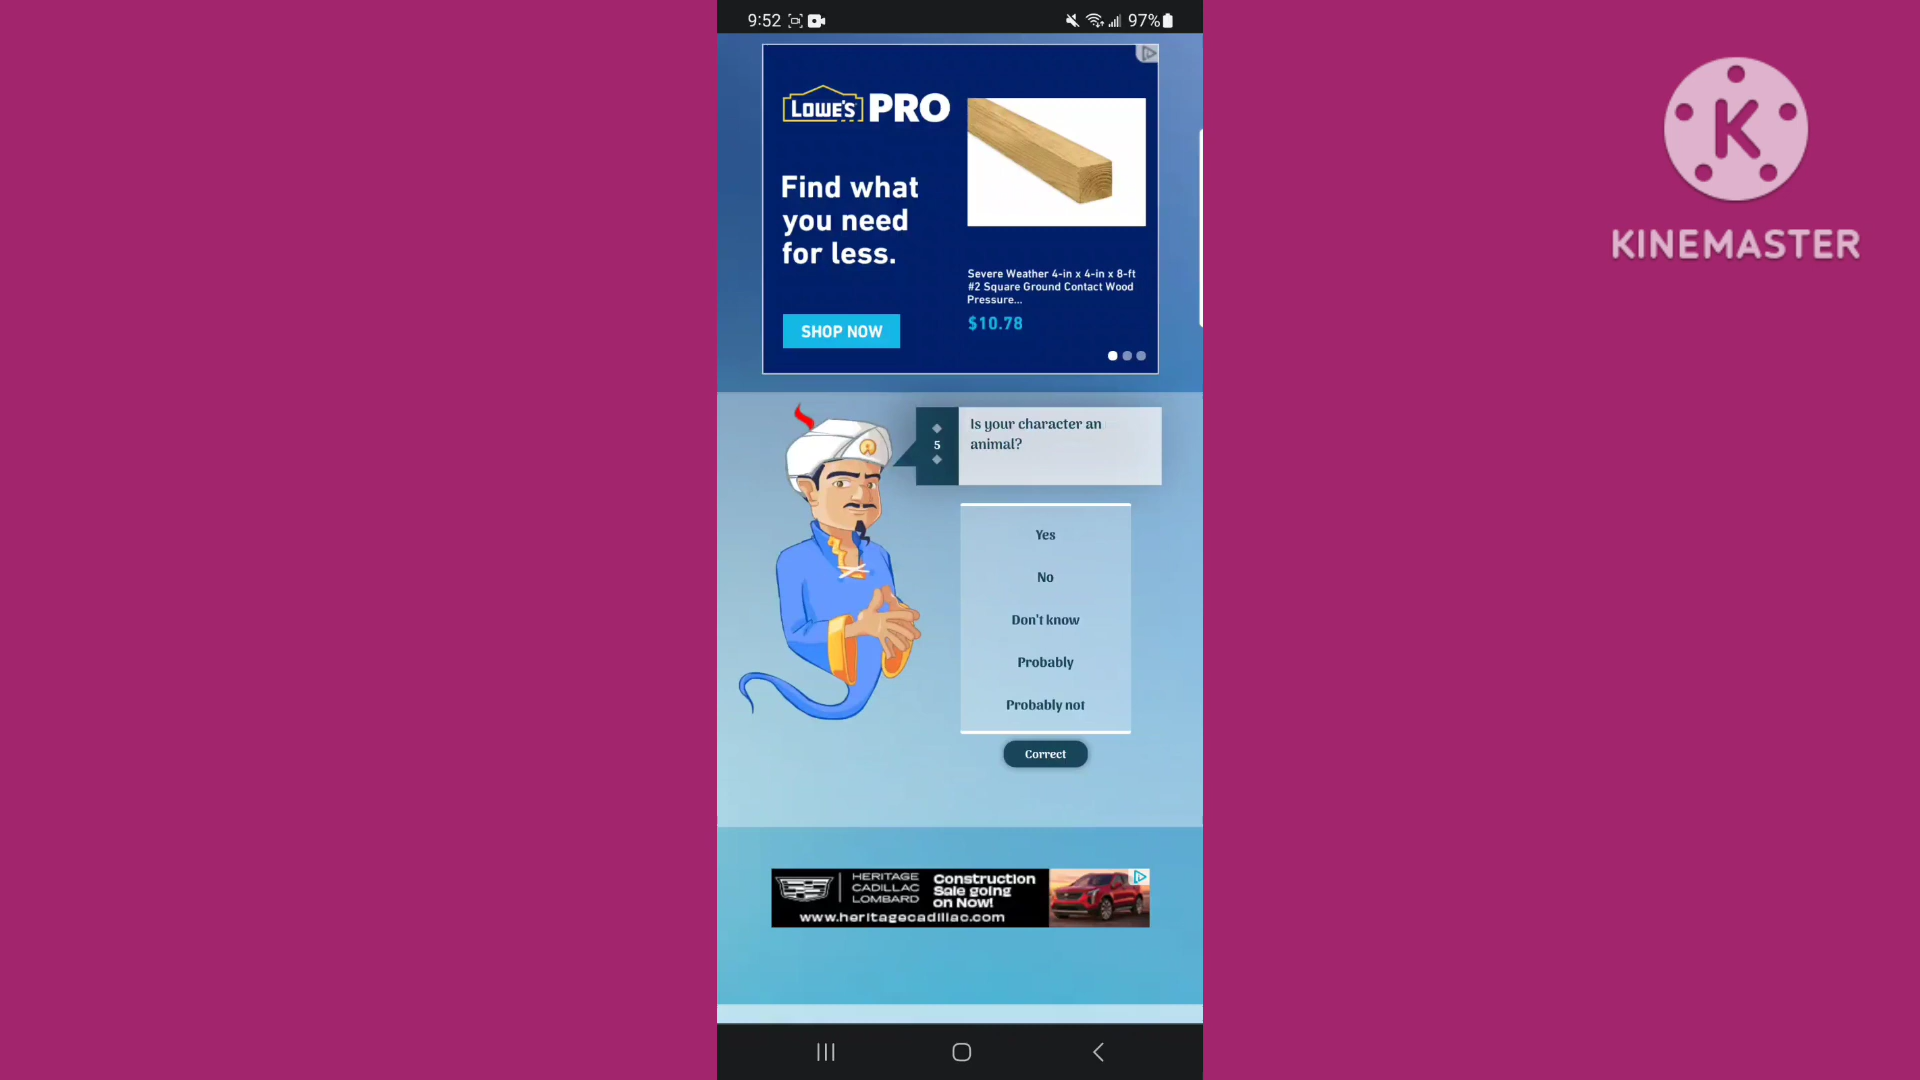 9:52
97%
LOWE'S PRO
Find what
you need
for less.
SHOP NOW
Severe Weather 4-in x 4-in x 8-ft
#2 Square Ground Contact Wood
Pressure...
$10.78
5
Is your character an
animal?
Yes
No
Don't know
Probably
Probably not
Correct
HERITAGE
CADILLAC
LOMBARD
Construction
Sale going
on Now!
www.heritagecadillac.com
K
KINEMASTER